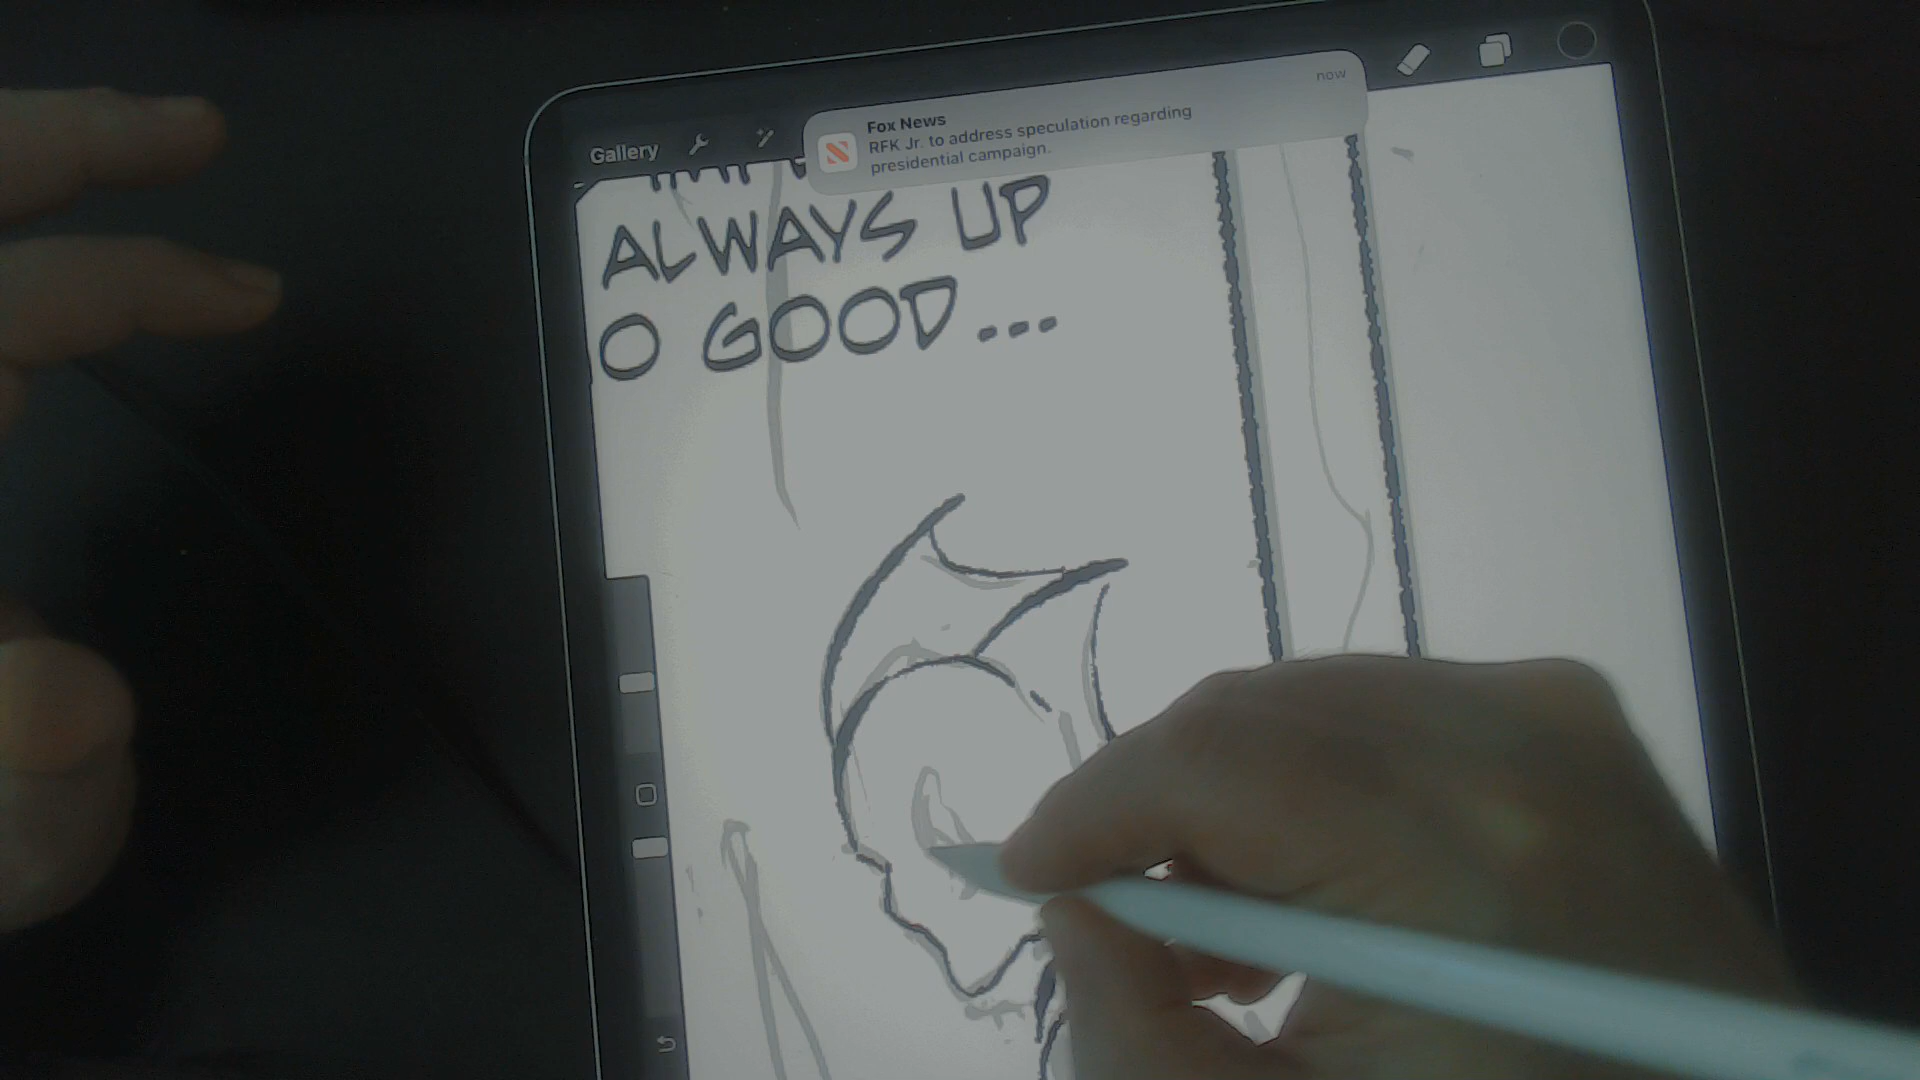 Gallery
now
Fox News
RFK Jr. to address speculation regarding
presidential campaign.
ALWAYS UP
O GOOD...